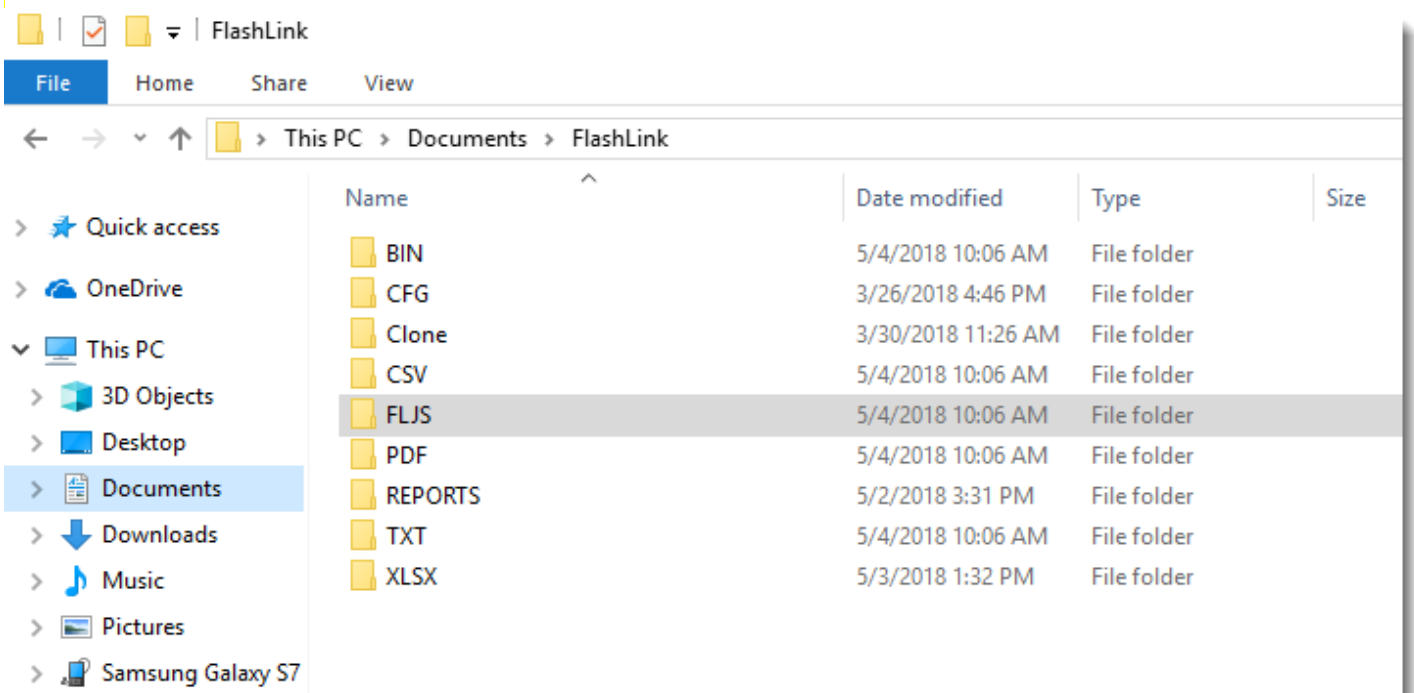 FlashLink
File Home Share View
This PC > Documents > FlashLink
Name Date modified Type Size
Quick access
OneDrive
This PC
3D Objects
Desktop
Documents
Downloads
Music
Pictures
Samsung Galaxy S7
BIN 5/4/2018 10:06 AM File folder
CFG 3/26/2018 4:46 PM File folder
Clone 3/30/2018 11:26 AM File folder
CSV 5/4/2018 10:06 AM File folder
FLJS 5/4/2018 10:06 AM File folder
PDF 5/4/2018 10:06 AM File folder
REPORTS 5/2/2018 3:31 PM File folder
TXT 5/4/2018 10:06 AM File folder
XLSX 5/3/2018 1:32 PM File folder